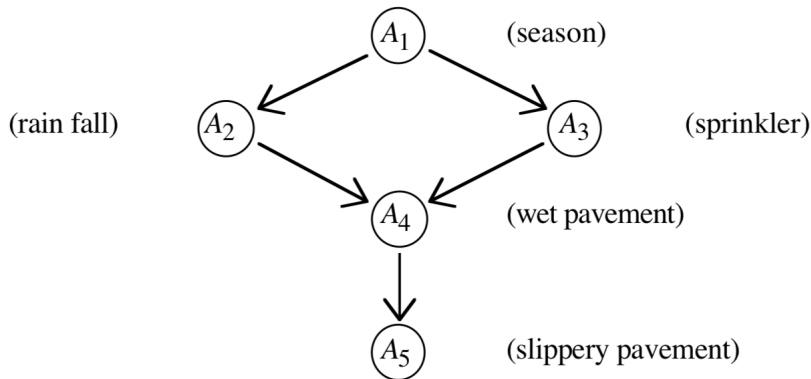 A1 (season)
(rain fall) A2 A3 (sprinkler)
A4 (wet pavement)
A5 (slippery pavement)